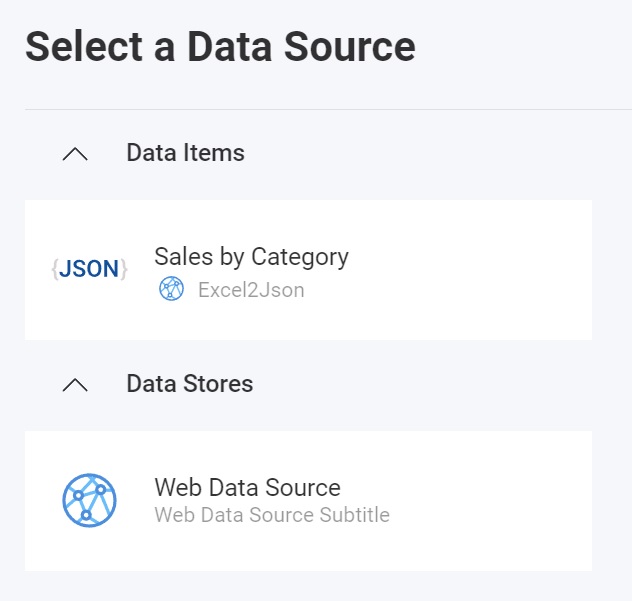 Select a Data Source
Data Items
{JSON}
Sales by Category
Excel2Json
Data Stores
Web Data Source
Web Data Source Subtitle